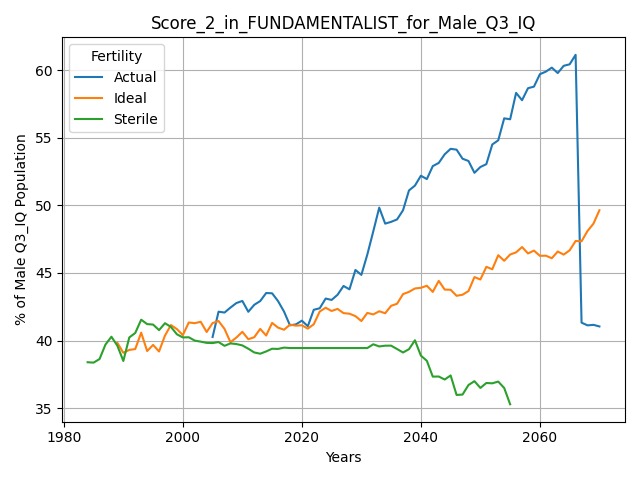 Score_2_in_FUNDAMENTALIST_for_Male_Q3_IQ
Fertility
Actual
Ideal
Sterile
% of Male Q3_IQ Population
60
55
50
45
40
35
1980
2000
2020
2040
2060
Years